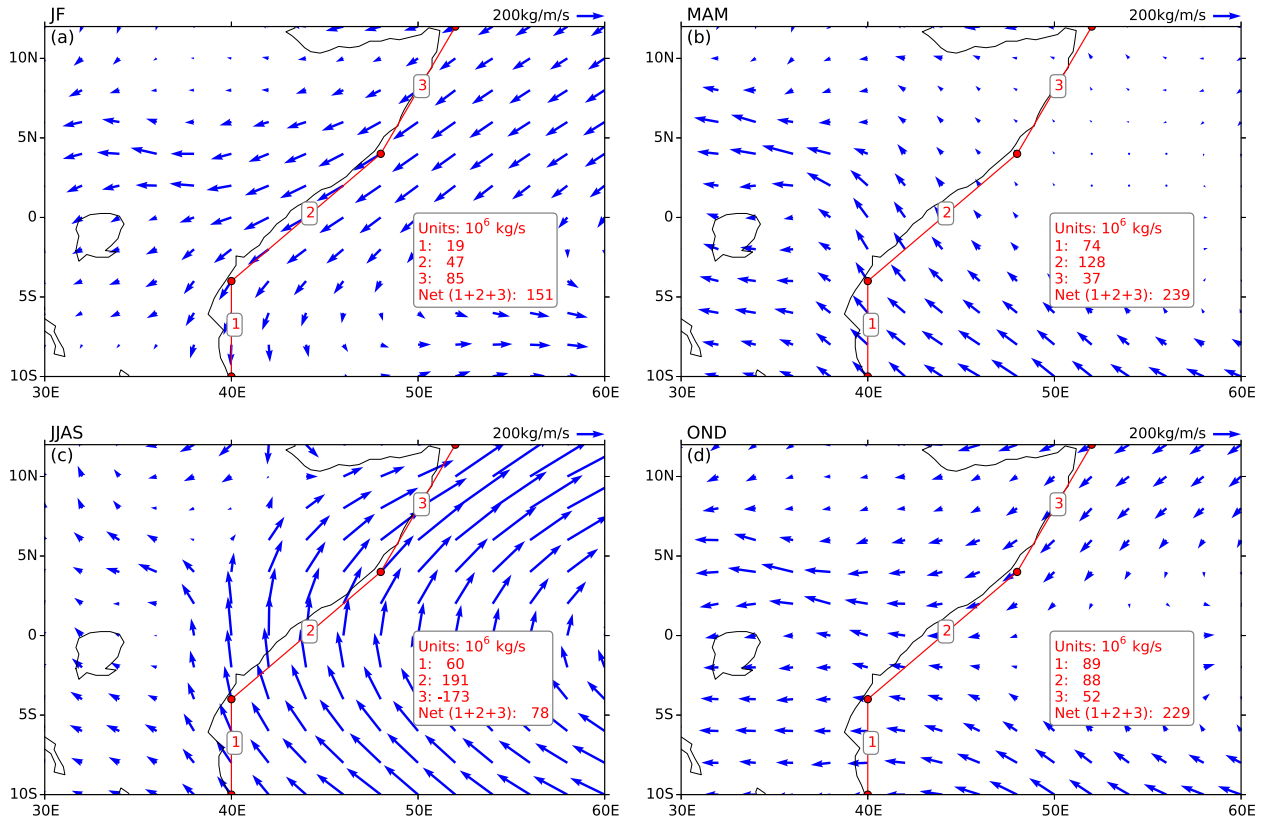 JF
200kg/m/s
(a)
10N
5N
0
5S
10S
30E
40E
50E
60E
3
2
1
Units: 10⁶ kg/s
1: 19
2: 47
3: 85
Net (1+2+3): 151
MAM
200kg/m/s
(b)
10N
5N
0
5S
10S
30E
40E
50E
60E
3
2
1
Units: 10⁶ kg/s
1: 74
2: 128
3: 37
Net (1+2+3): 239
JJAS
200kg/m/s
(c)
10N
5N
0
5S
10S
30E
40E
50E
60E
3
2
1
Units: 10⁶ kg/s
1: 60
2: 191
3: -173
Net (1+2+3): 78
OND
200kg/m/s
(d)
10N
5N
0
5S
10S
30E
40E
50E
60E
3
2
1
Units: 10⁶ kg/s
1: 89
2: 88
3: 52
Net (1+2+3): 229